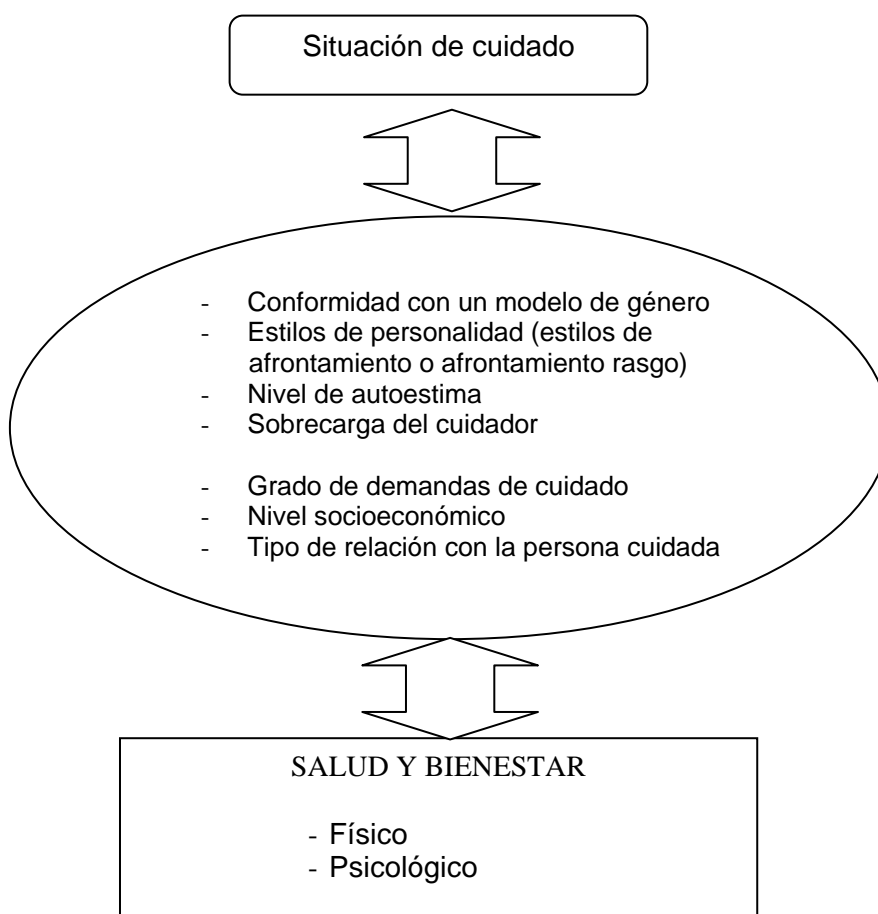 Situación de cuidado
- Conformidad con un modelo de género
- Estilos de personalidad (estilos de
afrontamiento o afrontamiento rasgo)
- Nivel de autoestima
- Sobrecarga del cuidador
- Grado de demandas de cuidado
- Nivel socioeconómico
- Tipo de relación con la persona cuidada
SALUD Y BIENESTAR
- Físico
- Psicológico